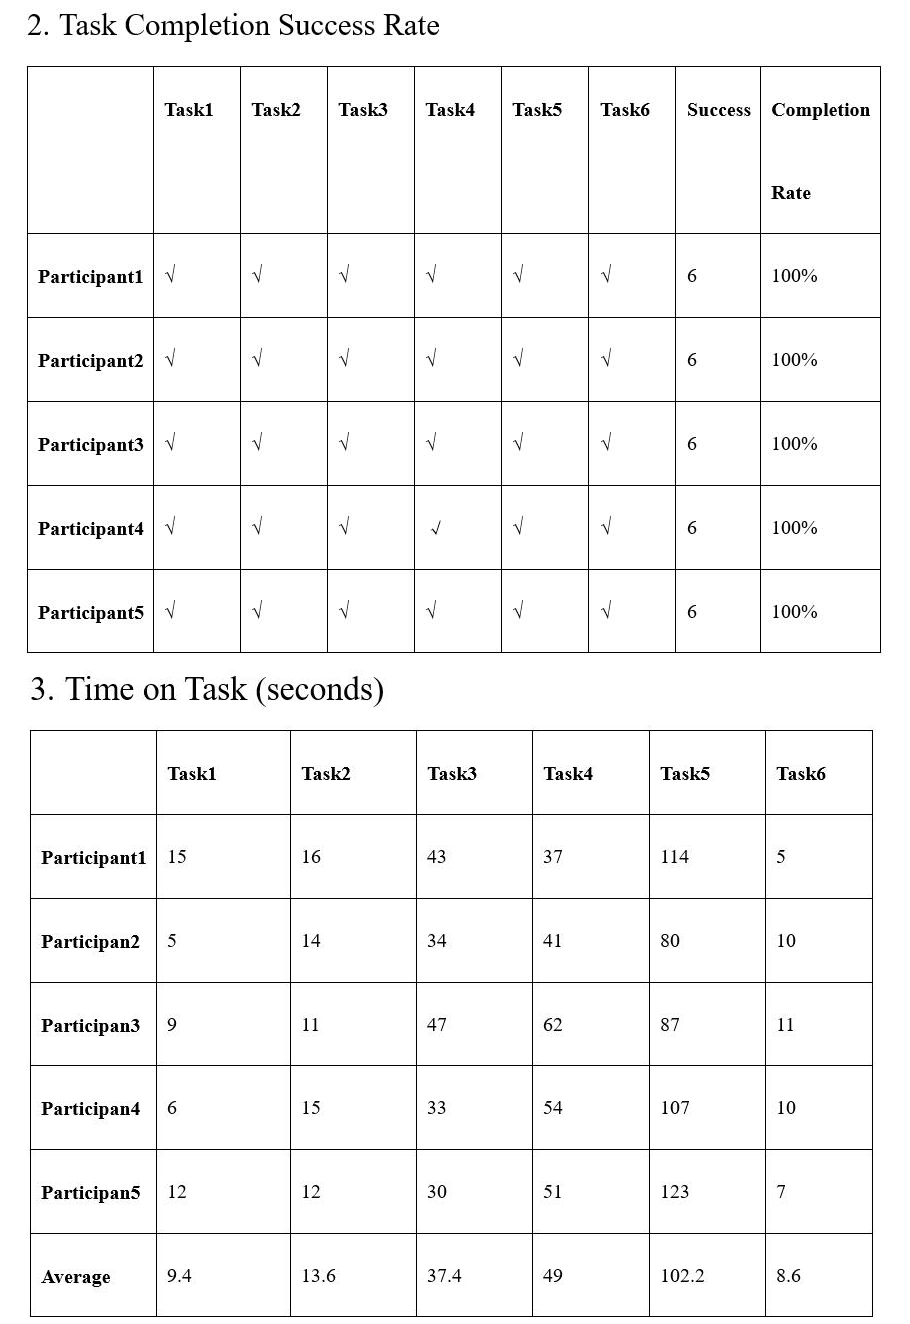 2. Task Completion Success Rate
Task1 Task2 Task3 Task4 Task5 Task6 Success Completion
Rate
Participant1 √ √ √ √ √ √ 6 100%
Participant2 √ √ √ √ √ √ 6 100%
Participant3 √ √ √ √ √ √ 6 100%
Participant4 √ √ √ √ √ √ 6 100%
Participant5 √ √ √ √ √ √ 6 100%
3. Time on Task (seconds)
Task1 Task2 Task3 Task4 Task5 Task6
Participant1 15 16 43 37 114 5
Participan2 5 14 34 41 80 10
Participan3 9 11 47 62 87 11
Participan4 6 15 33 54 107 10
Participan5 12 12 30 51 123 7
Average 9.4 13.6 37.4 49 102.2 8.6